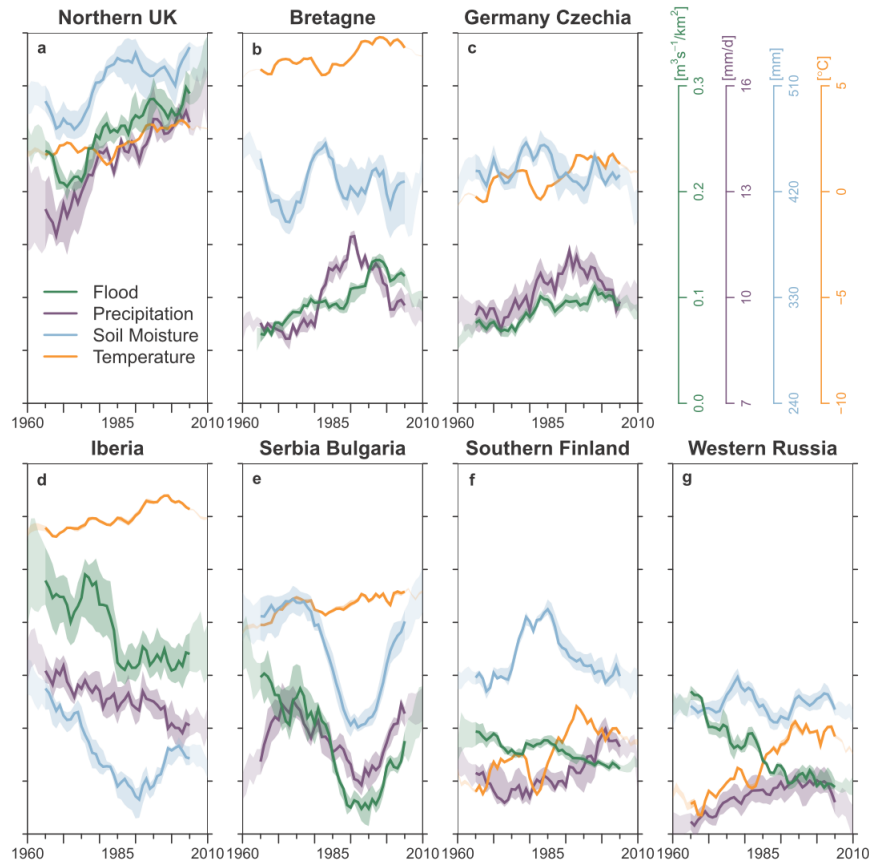 Northern UK Bretagne Germany Czechia
a b c
[m³s⁻¹/km²] [mm/d] [mm] [°C]
0.3 16 510 5
0.2 13 420 0
0.1 10 330 −5
0.0 7 240 −10
Flood
Precipitation
Soil Moisture
Temperature
1960 1985 2010 1960 1985 2010 1960 1985 2010
Iberia Serbia Bulgaria Southern Finland Western Russia
d e f g
1960 1985 2010 1960 1985 2010 1960 1985 2010 1960 1985 2010